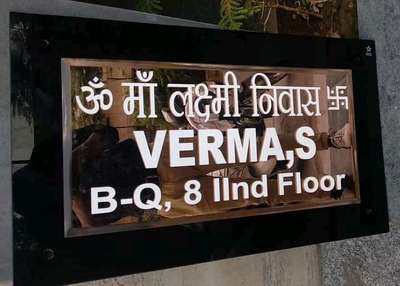 ॐ माँ लक्ष्मी निवास 卐
VERMA,S
B-Q, 8 IInd Floor